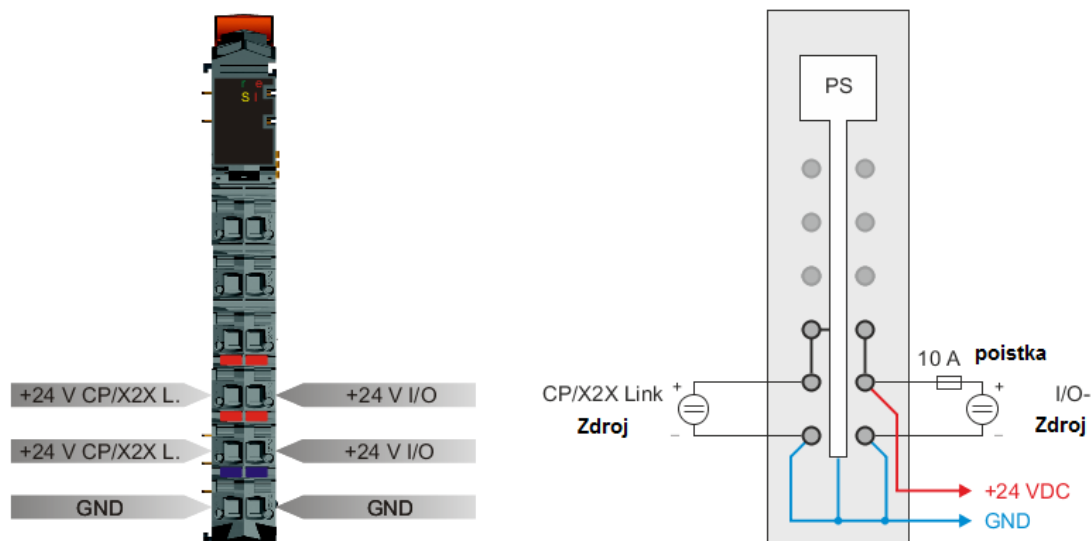 r e
S I
+24 V CP/X2X L.
+24 V I/O
+24 V CP/X2X L.
+24 V I/O
GND
GND
PS
10 A poistka
CP/X2X Link
Zdroj
+
−
+
−
I/O-
Zdroj
+24 VDC
GND